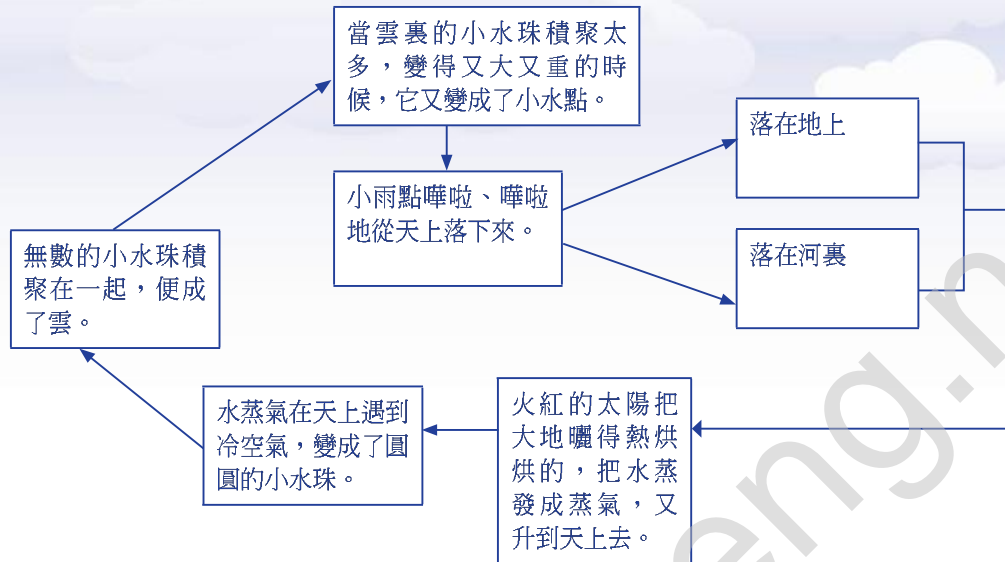 當雲裏的小水珠積聚太
多，變得又大又重的時
候，它又變成了小水點。
小雨點嘩啦、嘩啦
地從天上落下來。
落在地上
落在河裏
無數的小水珠積
聚在一起，便成
了雲。
水蒸氣在天上遇到
冷空氣，變成了圓
圓的小水珠。
火紅的太陽把
大地曬得熱烘
烘的，把水蒸
發成蒸氣，又
升到天上去。
eng.n